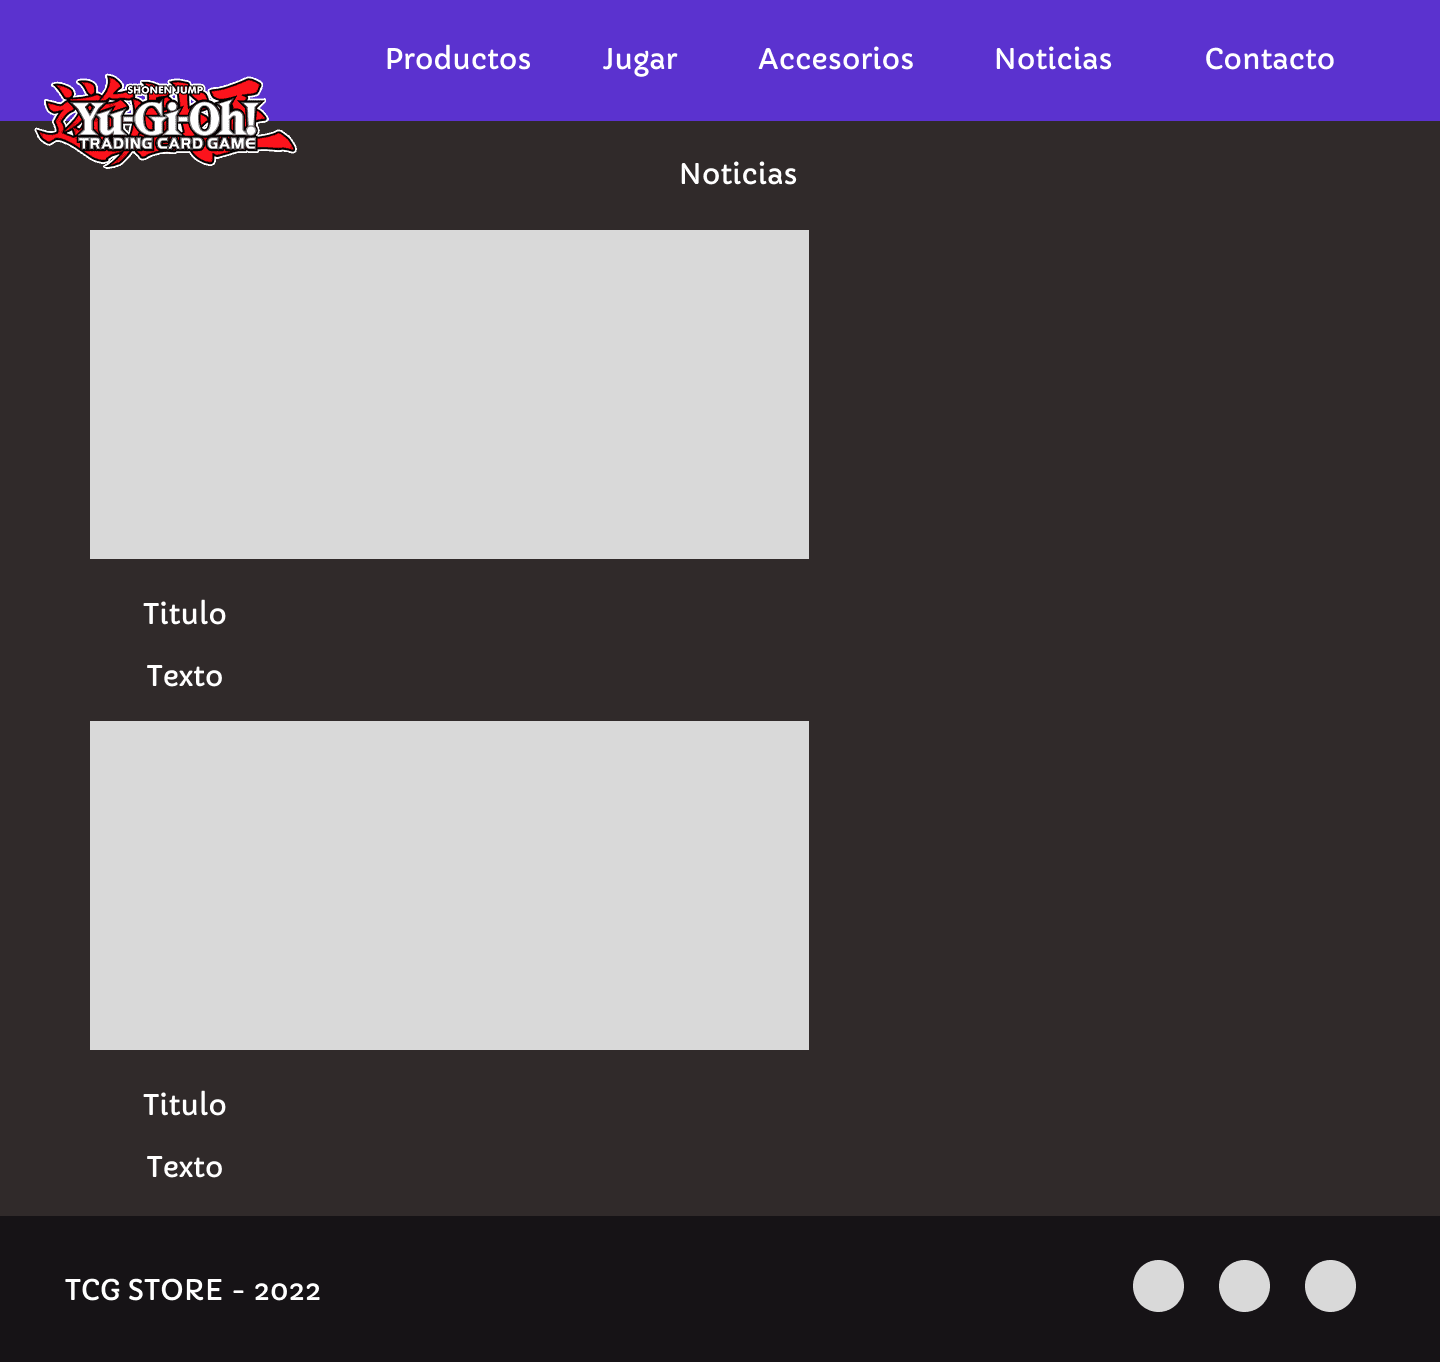 Productos Jugar Accesorios Noticias Contacto
SHONEN JUMP
Yu-Gi-Oh!
TRADING CARD GAME
Noticias
Titulo
Texto
Titulo
Texto
TCG STORE - 2022